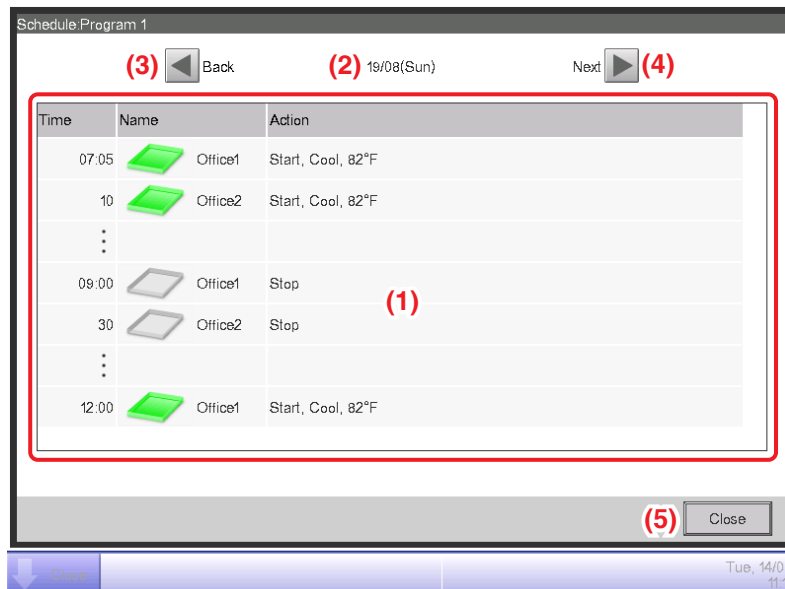 Schedule:Program 1
(3) Back (2) 19/08(Sun) Next (4)
Time Name Action
07:05 Office1 Start, Cool, 82°F
10 Office2 Start, Cool, 82°F
09:00 Office1 Stop
(1)
30 Office2 Stop
12:00 Office1 Start, Cool, 82°F
(5) Close
Close Tue, 14/0